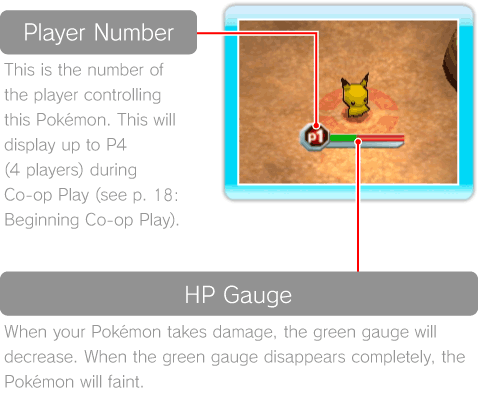 Player Number
This is the number of
the player controlling
this Pokémon. This will
display up to P4
(4 players) during
Co-op Play (see p. 18:
Beginning Co-op Play).
P1
HP Gauge
When your Pokémon takes damage, the green gauge will
decrease. When the green gauge disappears completely, the
Pokémon will faint.